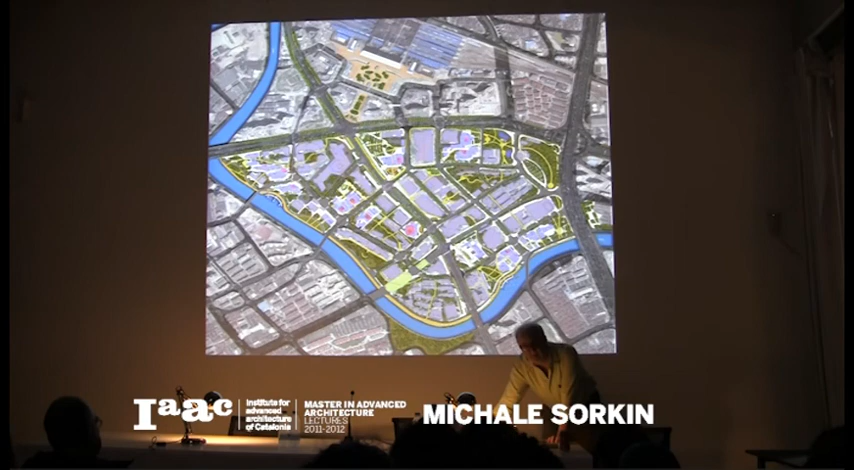 Iaac
Institute for
advanced
architecture
of Catalonia
MASTER IN ADVANCED
ARCHITECTURE
LECTURES
2011-2012
MICHALE SORKIN